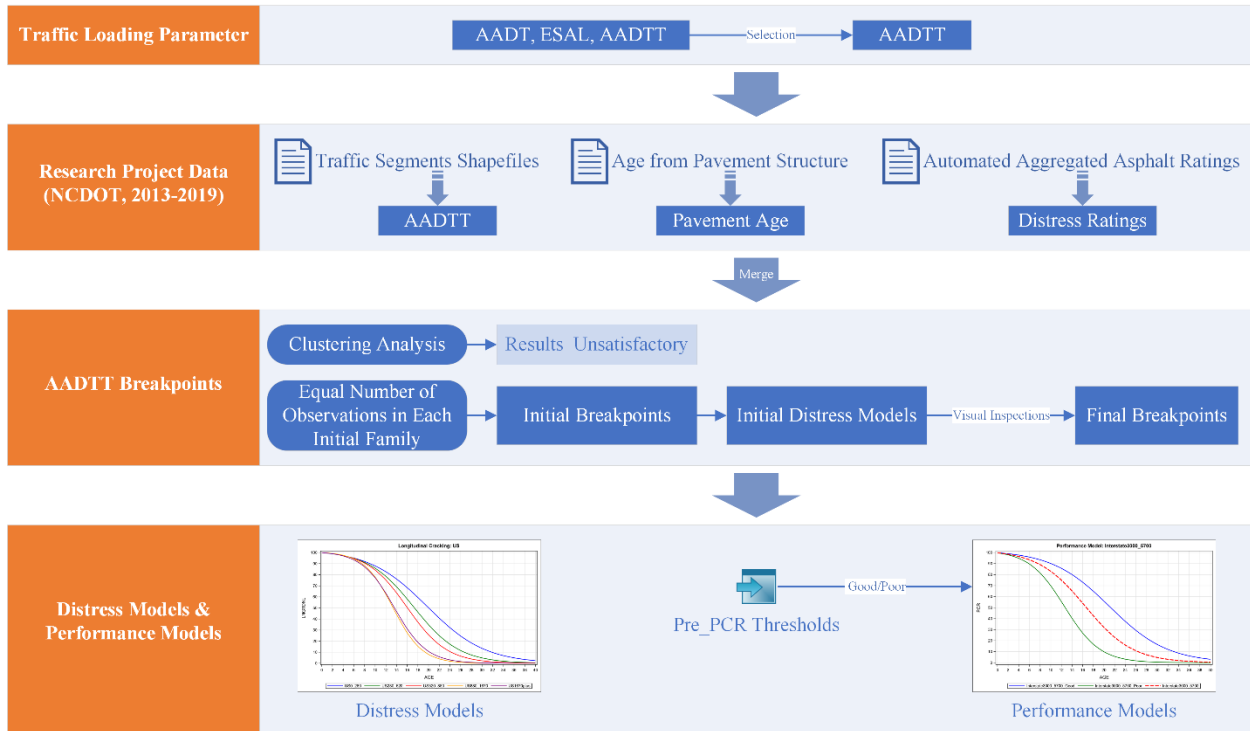 Traffic Loading Parameter
AADT, ESAL, AADTT
Selection
AADTT
Research Project Data
(NCDOT, 2013-2019)
Traffic Segments Shapefiles
Age from Pavement Structure
Automated Aggregated Asphalt Ratings
AADTT
Pavement Age
Distress Ratings
Merge
AADTT Breakpoints
Clustering Analysis
Results Unsatisfactory
Equal Number of
Observations in Each
Initial Family
Initial Breakpoints
Initial Distress Models
Visual Inspections
Final Breakpoints
Distress Models &
Performance Models
Longitudinal Cracking: US
AGE
Distress Models
Good/Poor
Pre_PCR Thresholds
PCR
AGE
Performance Models